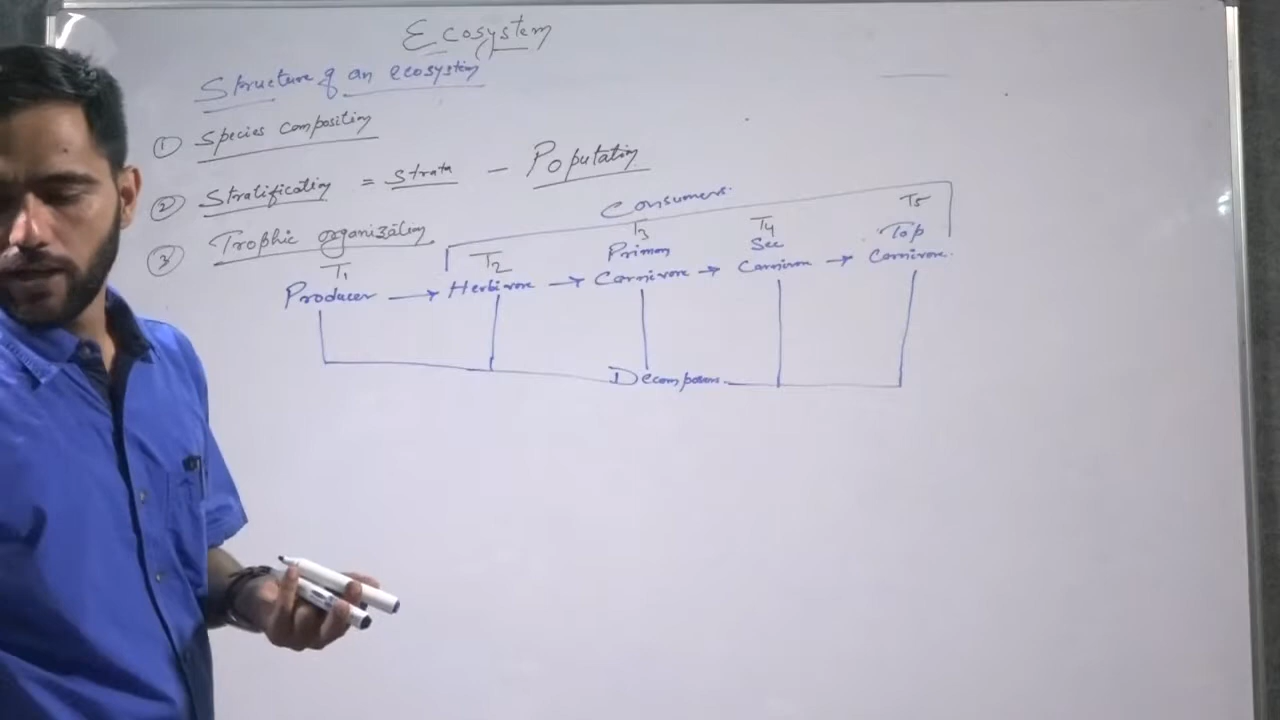 Ecosystem
Structure of an ecosystem
① Species composition
② Stratification = strata - Population
③ Trophic organization
Consumers.
T1 T2 T3 T4 T5
Producer → Herbivore → Primary Carnivore → Sec Carnivore → Top Carnivore.
Decomposers